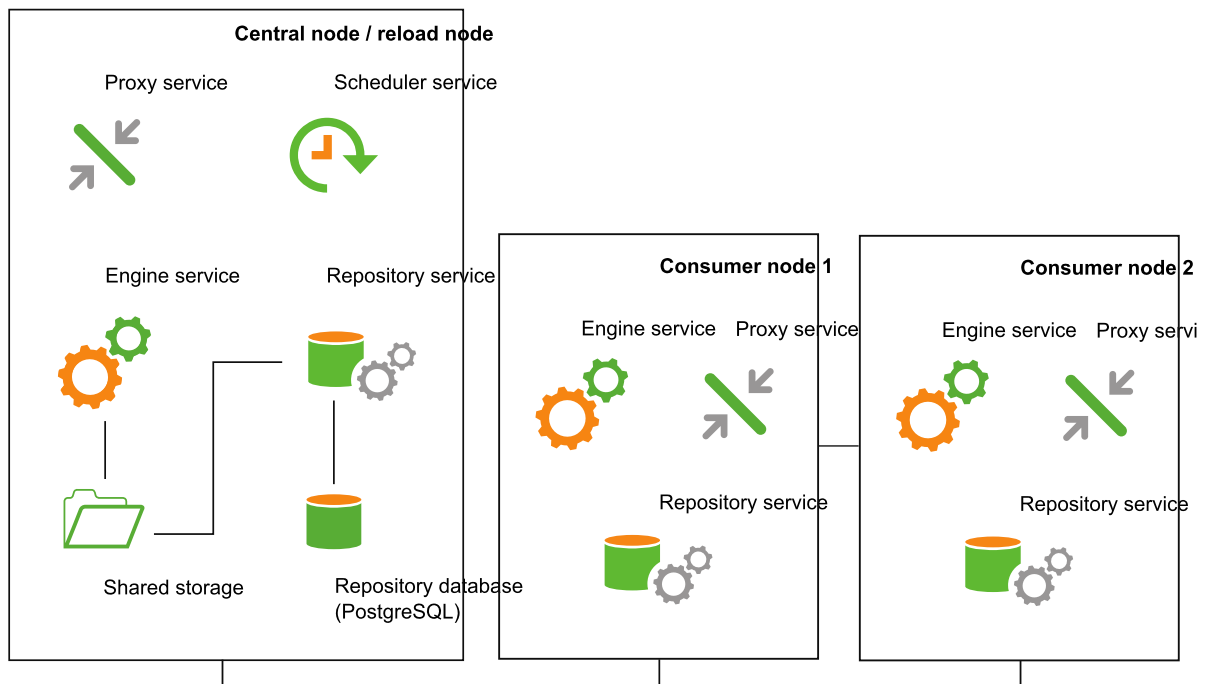 Central node / reload node
Proxy service
Scheduler service
Engine service
Repository service
Shared storage
Repository database
(PostgreSQL)
Consumer node 1
Engine service
Proxy service
Repository service
Consumer node 2
Engine service
Proxy servi
Repository service